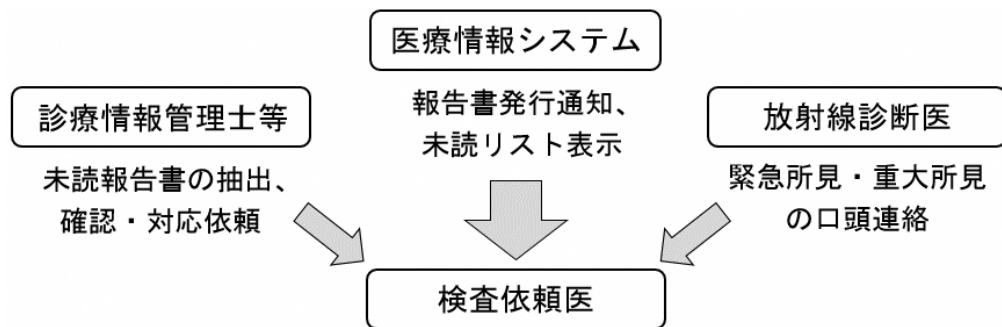 医療情報システム
報告書発行通知、
未読リスト表示
診療情報管理士等
未読報告書の抽出、
確認・対応依頼
放射線診断医
緊急所見・重大所見
の口頭連絡
検査依頼医